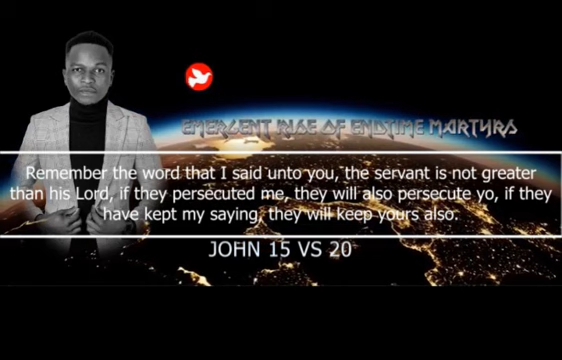 EMERGENT RISE OF ENDTIME MARTYRS
Remember the word that I said unto you, the servant is not greater
than his Lord, if they persecuted me, they will also persecute yo, if they
have kept my saying, they will keep yours also.
JOHN 15 VS 20